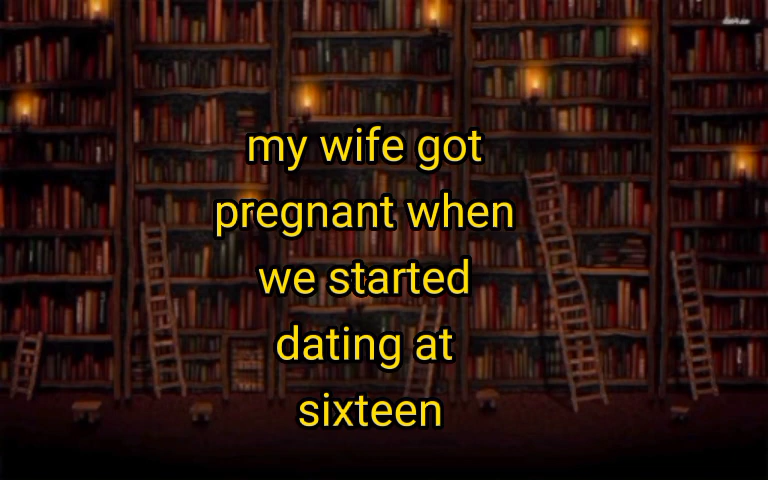 my wife got
pregnant when
we started
dating at
sixteen